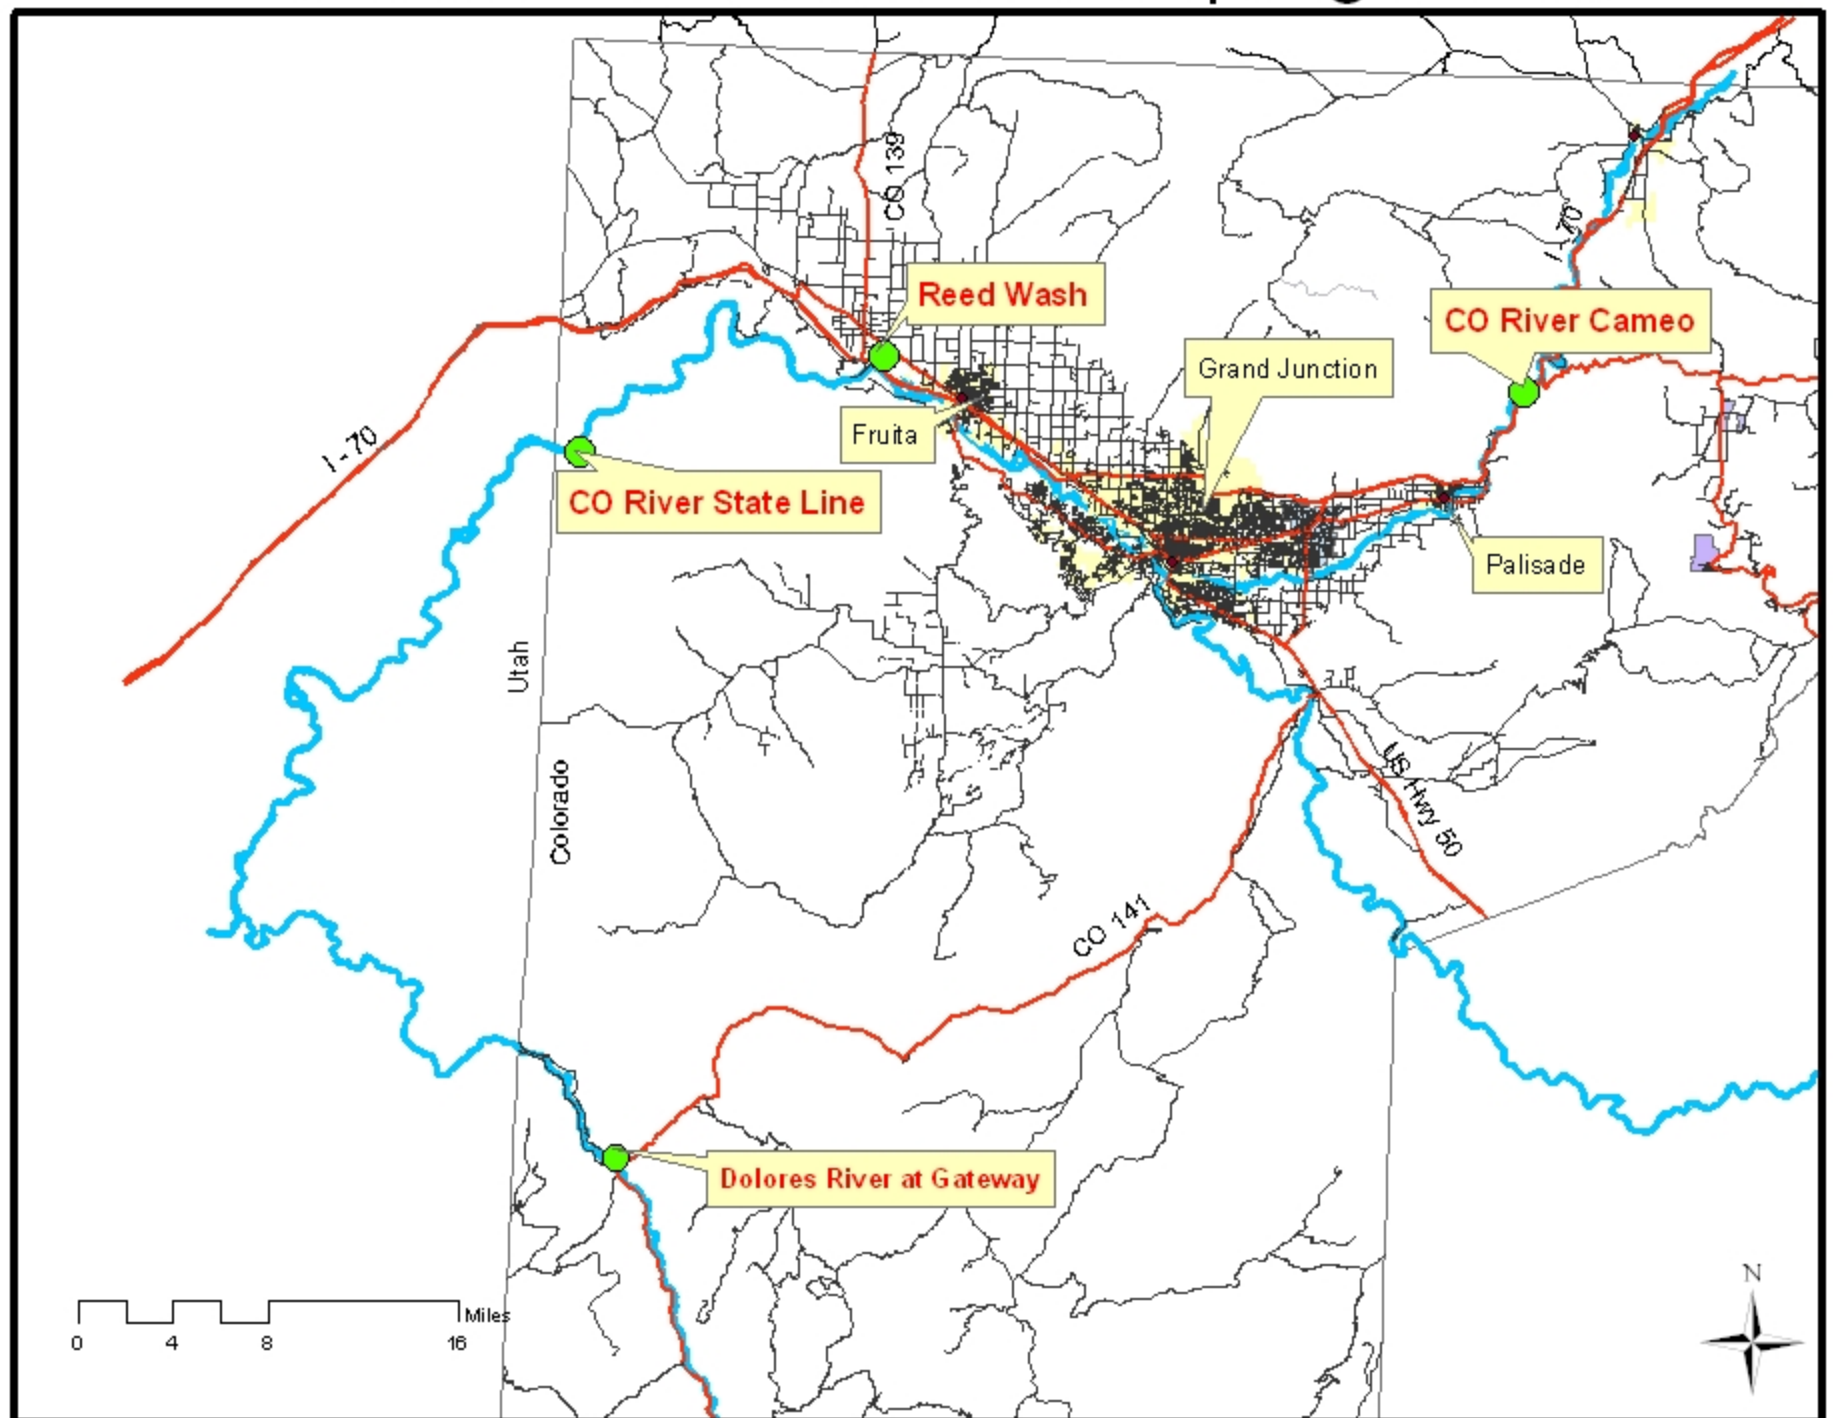 CO 139
Reed Wash
I-70
CO River Cameo
Grand Junction
Fruita
I-70
CO River State Line
Palisade
Utah
Colorado
US Hwy 50
CO 141
Dolores River at Gateway
N
Miles
0 4 8 16